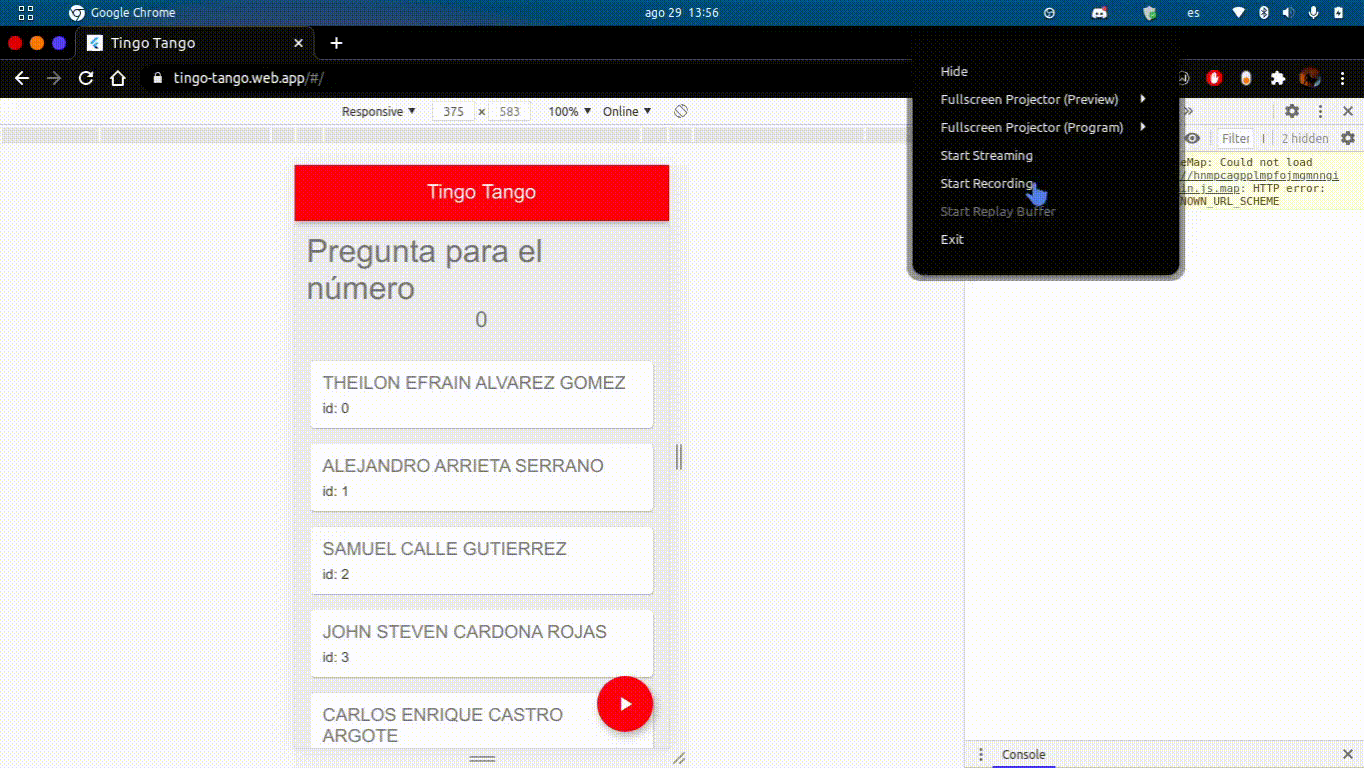 Google Chrome
ago 29 13:56
es
Tingo Tango
tingo-tango.web.app/#/
Responsive
375 × 583
100%
Online
Hide
Fullscreen Projector (Preview)
Fullscreen Projector (Program)
Start Streaming
Start Recording
Start Replay Buffer
Exit
Filter
2 hidden
eMap: Could not load
//hnmpcagpplmpfojmgmnngi
in.js.map: HTTP error:
NOWN_URL_SCHEME
Tingo Tango
Pregunta para el
número
0
THEILON EFRAIN ALVAREZ GOMEZ
id: 0
ALEJANDRO ARRIETA SERRANO
id: 1
SAMUEL CALLE GUTIERREZ
id: 2
JOHN STEVEN CARDONA ROJAS
id: 3
CARLOS ENRIQUE CASTRO
ARGOTE
Console